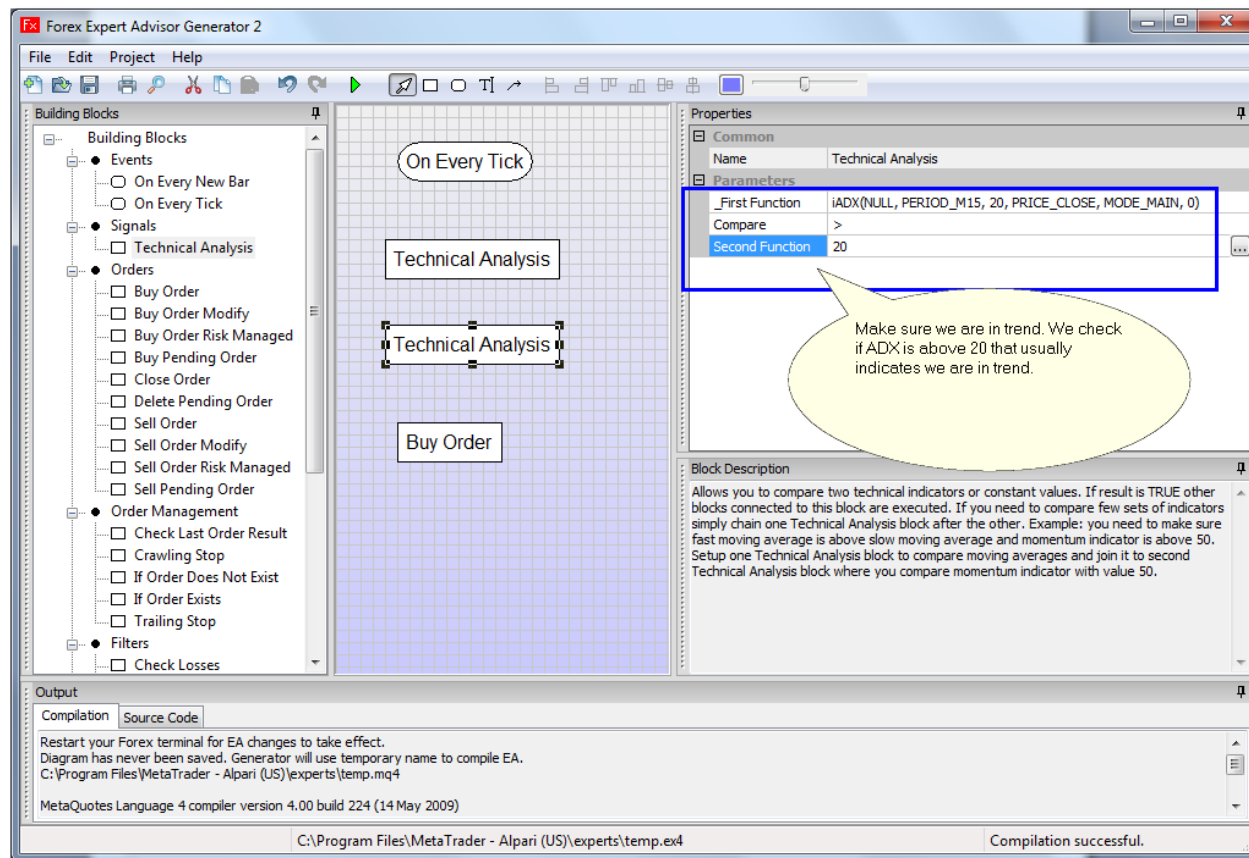 Fx Forex Expert Advisor Generator 2
File Edit Project Help
Building Blocks
Building Blocks
Events
On Every New Bar
On Every Tick
Signals
Technical Analysis
Orders
Buy Order
Buy Order Modify
Buy Order Risk Managed
Buy Pending Order
Close Order
Delete Pending Order
Sell Order
Sell Order Modify
Sell Order Risk Managed
Sell Pending Order
Order Management
Check Last Order Result
Crawling Stop
If Order Does Not Exist
If Order Exists
Trailing Stop
Filters
Check Losses
On Every Tick
Technical Analysis
Technical Analysis
Buy Order
Properties
Common
Name Technical Analysis
Parameters
_First Function iADX(NULL, PERIOD_M15, 20, PRICE_CLOSE, MODE_MAIN, 0)
Compare >
Second Function 20 ...
Make sure we are in trend. We check
if ADX is above 20 that usually
indicates we are in trend.
Block Description
Allows you to compare two technical indicators or constant values. If result is TRUE other
blocks connected to this block are executed. If you need to compare few sets of indicators
simply chain one Technical Analysis block after the other. Example: you need to make sure
fast moving average is above slow moving average and momentum indicator is above 50.
Setup one Technical Analysis block to compare moving averages and join it to second
Technical Analysis block where you compare momentum indicator with value 50.
Output
Compilation Source Code
Restart your Forex terminal for EA changes to take effect.
Diagram has never been saved. Generator will use temporary name to compile EA.
C:\Program Files\MetaTrader - Alpari (US)\experts\temp.mq4
MetaQuotes Language 4 compiler version 4.00 build 224 (14 May 2009)
C:\Program Files\MetaTrader - Alpari (US)\experts\temp.ex4 Compilation successful.